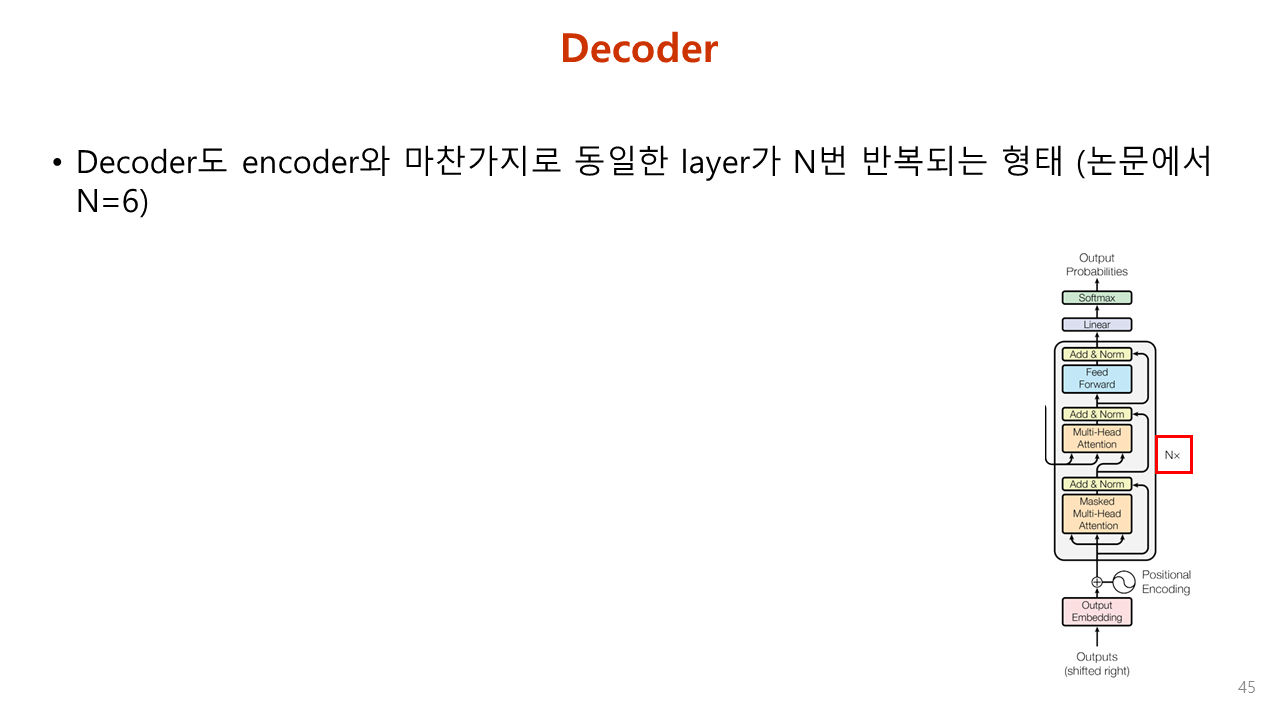 Decoder
• Decoder도 encoder와 마찬가지로 동일한 layer가 N번 반복되는 형태 (논문에서
N=6)
Output
Probabilities
Softmax
Linear
Add & Norm
Feed
Forward
Add & Norm
Multi-Head
Attention
N×
Add & Norm
Masked
Multi-Head
Attention
Positional
Encoding
Output
Embedding
Outputs
(shifted right)
45